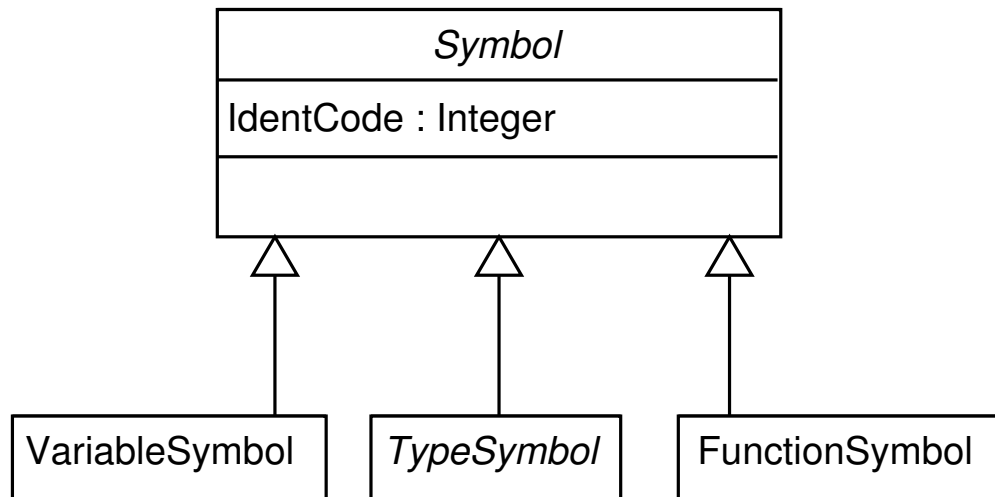 Symbol
IdentCode : Integer
VariableSymbol
TypeSymbol
FunctionSymbol